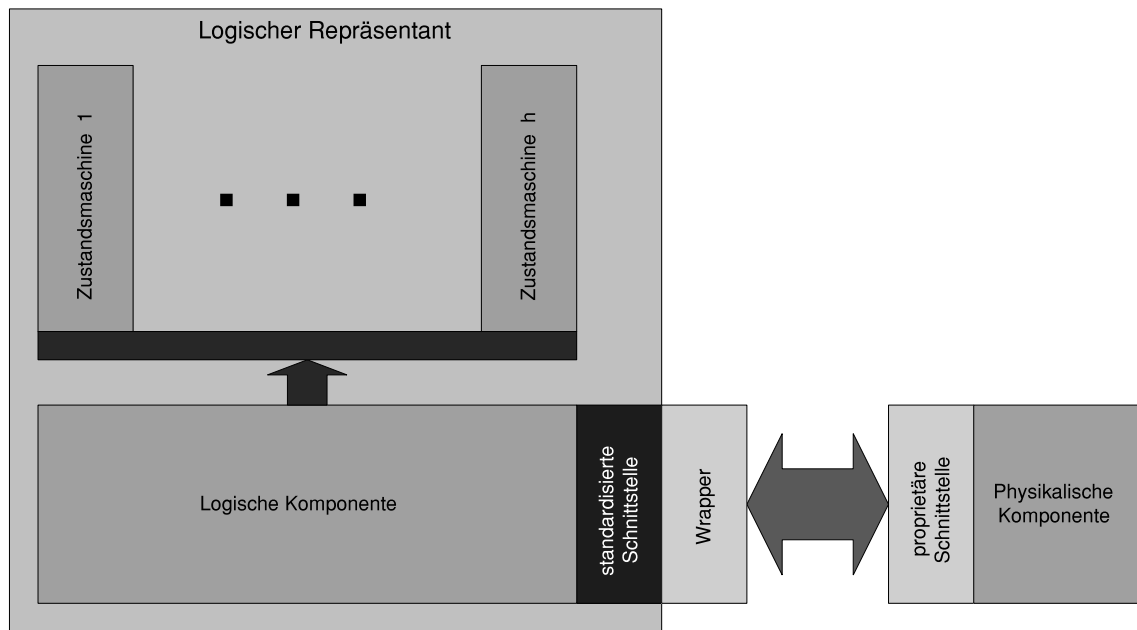 Logischer Repräsentant
Zustandsmaschine 1
Zustandsmaschine h
Logische Komponente
standardisierte
Schnittstelle
Wrapper
proprietäre
Schnittstelle
Physikalische
Komponente